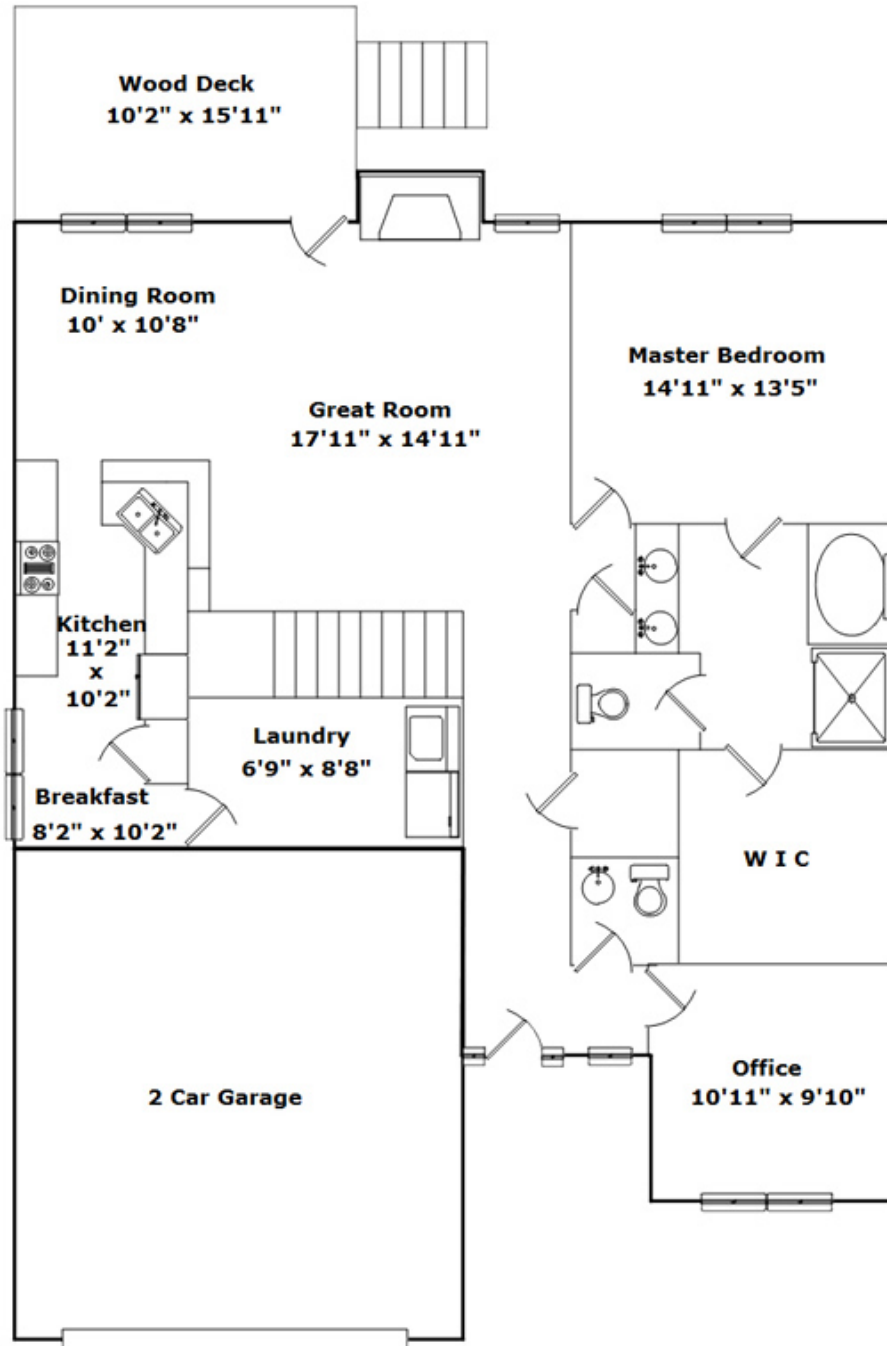 Wood Deck
10'2" x 15'11"
Dining Room
10' x 10'8"
Master Bedroom
14'11" x 13'5"
Great Room
17'11" x 14'11"
Kitchen
11'2"
x
10'2"
Laundry
6'9" x 8'8"
Breakfast
8'2" x 10'2"
W I C
2 Car Garage
Office
10'11" x 9'10"